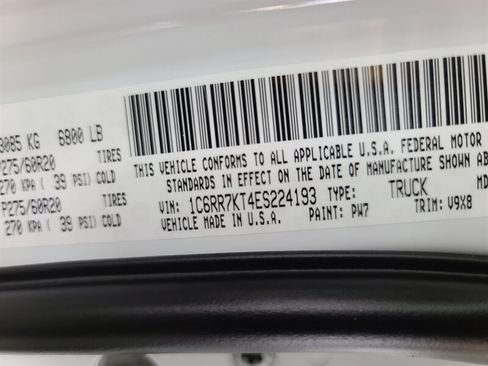 3085 KG 6800 LB
P275/60R20 TIRES
270 KPA ( 39 PSI) COLD
P275/60R20 TIRES
270 KPA ( 39 PSI) COLD
THIS VEHICLE CONFORMS TO ALL APPLICABLE U.S.A. FEDERAL MOTOR
STANDARDS IN EFFECT ON THE DATE OF MANUFACTURE SHOWN ABO
VIN: 1C6RR7KT4ES224193 TYPE: TRUCK
VEHICLE MADE IN U.S.A. PAINT: PW7 TRIM: V9X8
MD